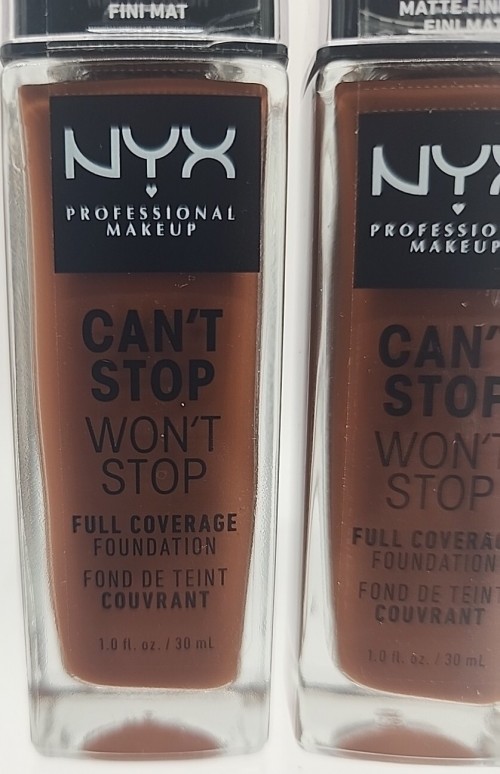 FINI MAT
NYX
PROFESSIONAL
MAKEUP
CAN'T
STOP
WON'T
STOP
FULL COVERAGE
FOUNDATION
FOND DE TEINT
COUVRANT
1.0 fl. oz. / 30 mL
MATTE FIN
FINI MAT
NYX
PROFESSIO
MAKEUP
CAN'
STOP
WON'T
STOP
FULL COVERAG
FOUNDATION
FOND DE TEINT
COUVRANT
1.0 fl. oz. / 30 mL